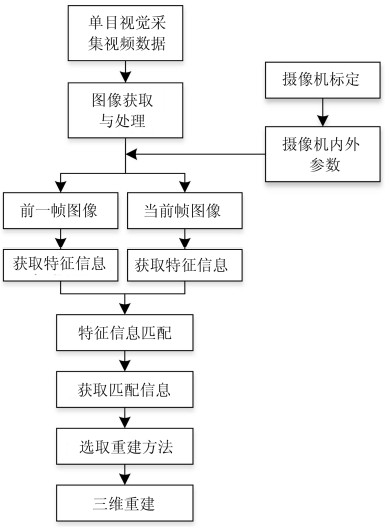 单目视觉采
集视频数据
图像获取
与处理
摄像机标定
摄像机内外
参数
前一帧图像
当前帧图像
获取特征信息
获取特征信息
特征信息匹配
获取匹配信息
选取重建方法
三维重建